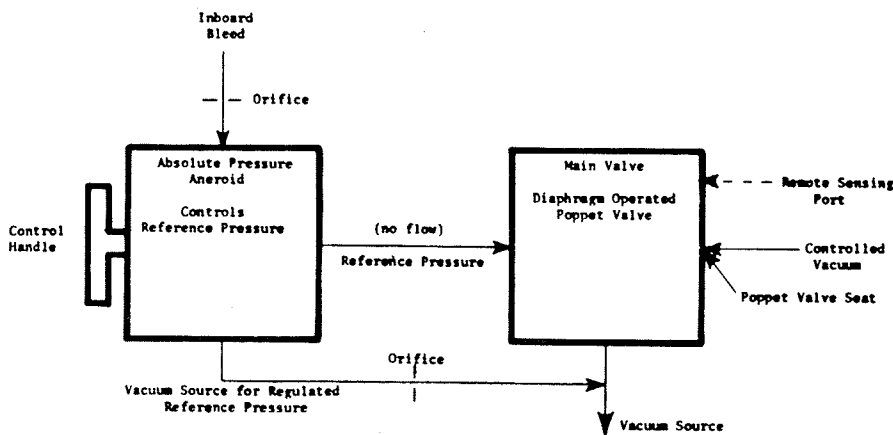 Inboard
Bleed
Orifice
Absolute Pressure
Aneroid
Controls
Reference Pressure
Control
Handle
(no flow)
Reference Pressure
Main Valve
Diaphragm Operated
Poppet Valve
Remote Sensing
Port
Controlled
Vacuum
Poppet Valve Seat
Orifice
Vacuum Source for Regulated
Reference Pressure
Vacuum Source